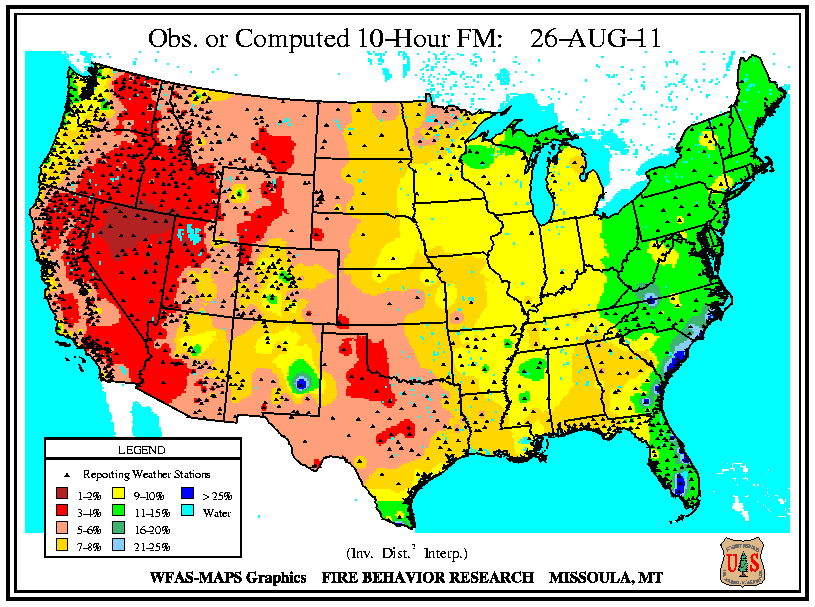 Obs. or Computed 10-Hour FM: 26-AUG-11
LEGEND
Reporting Weather Stations
1-2% 9-10% > 25%
3-4% 11-15% Water
5-6% 16-20%
7-8% 21-25%
(Inv. Dist.² Interp.)
WFAS-MAPS Graphics FIRE BEHAVIOR RESEARCH MISSOULA, MT
U S